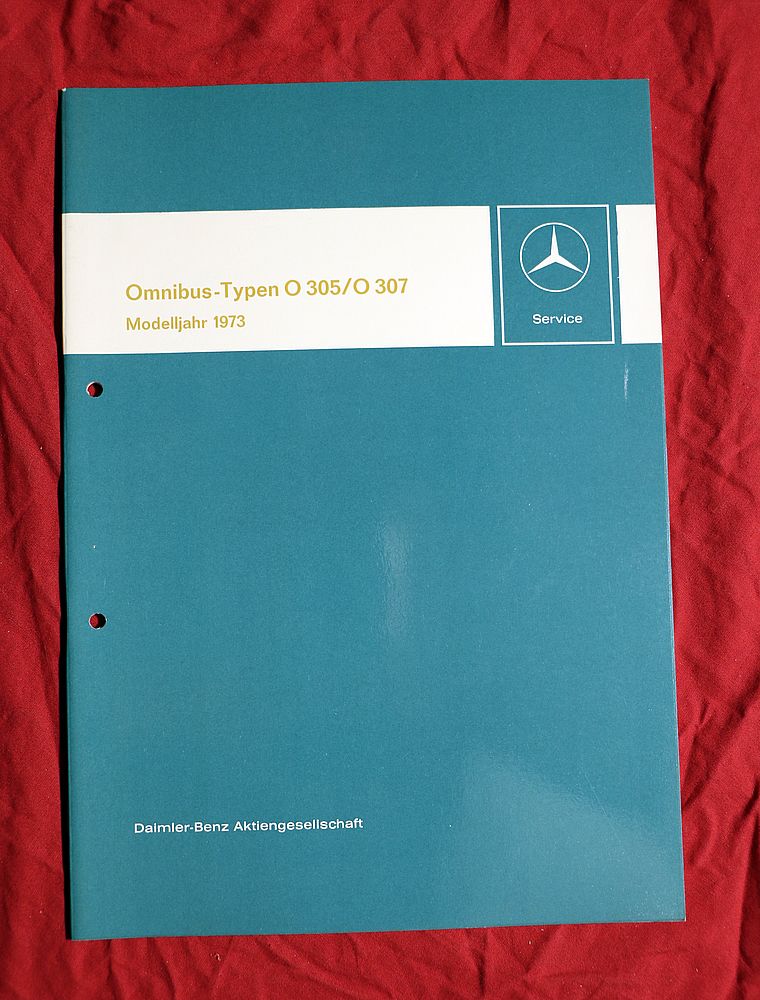 Omnibus-Typen O 305/O 307
Modelljahr 1973
Service
Daimler-Benz Aktiengesellschaft